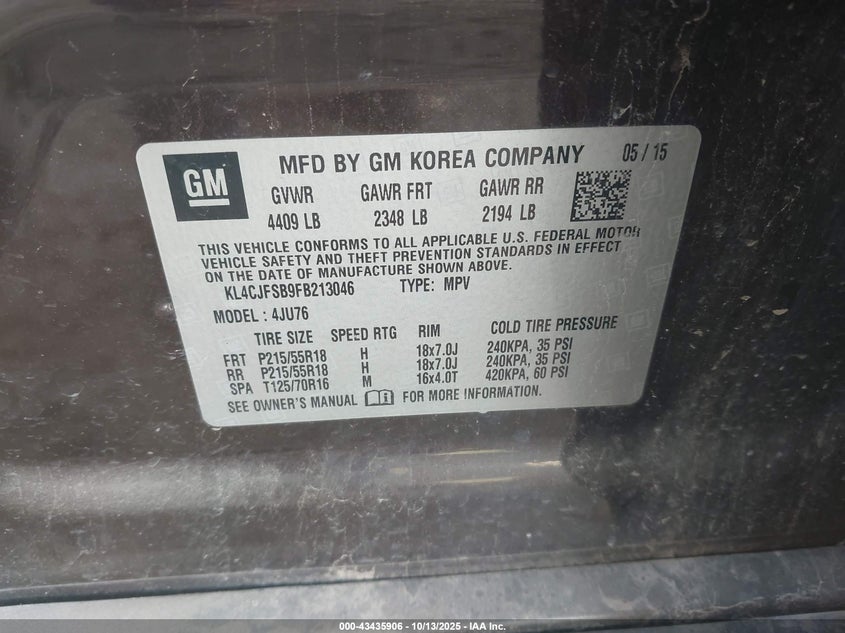 GM
MFD BY GM KOREA COMPANY 05 / 15
GVWR GAWR FRT GAWR RR
4409 LB 2348 LB 2194 LB
THIS VEHICLE CONFORMS TO ALL APPLICABLE U.S. FEDERAL MOTOR
VEHICLE SAFETY AND THEFT PREVENTION STANDARDS IN EFFECT
ON THE DATE OF MANUFACTURE SHOWN ABOVE.
KL4CJFSB9FB213046 TYPE: MPV
MODEL : 4JU76
TIRE SIZE SPEED RTG RIM COLD TIRE PRESSURE
FRT P215/55R18 H 18x7.0J 240KPA, 35 PSI
RR P215/55R18 H 18x7.0J 240KPA, 35 PSI
SPA T125/70R16 M 16x4.0T 420KPA, 60 PSI
SEE OWNER'S MANUAL FOR MORE INFORMATION.
000-43435906 - 10/13/2025 - IAA Inc.